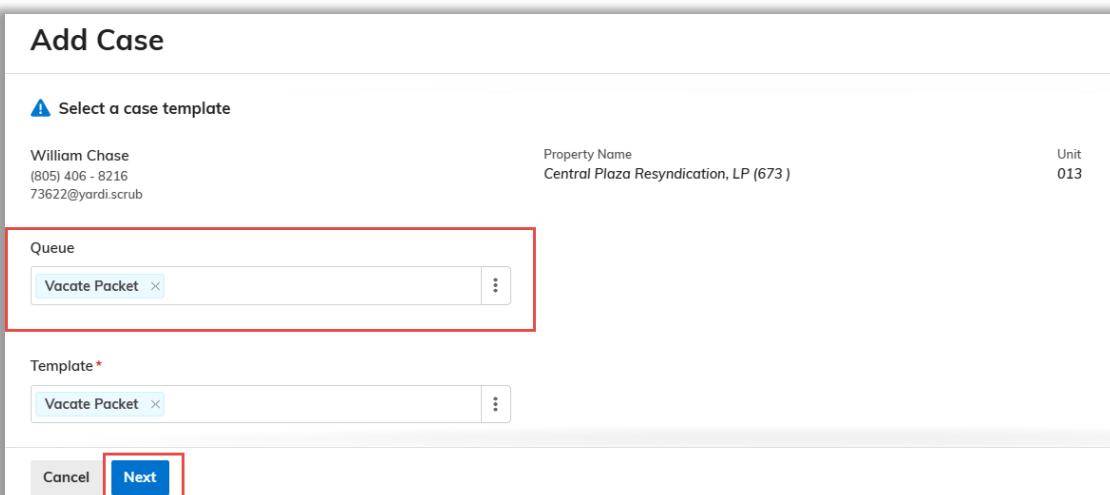 Add Case
Select a case template
William Chase
(805) 406 - 8216
73622@yardi.scrub
Property Name
Central Plaza Resyndication, LP (673 )
Unit
013
Queue
Vacate Packet ×
Template *
Vacate Packet ×
Cancel
Next